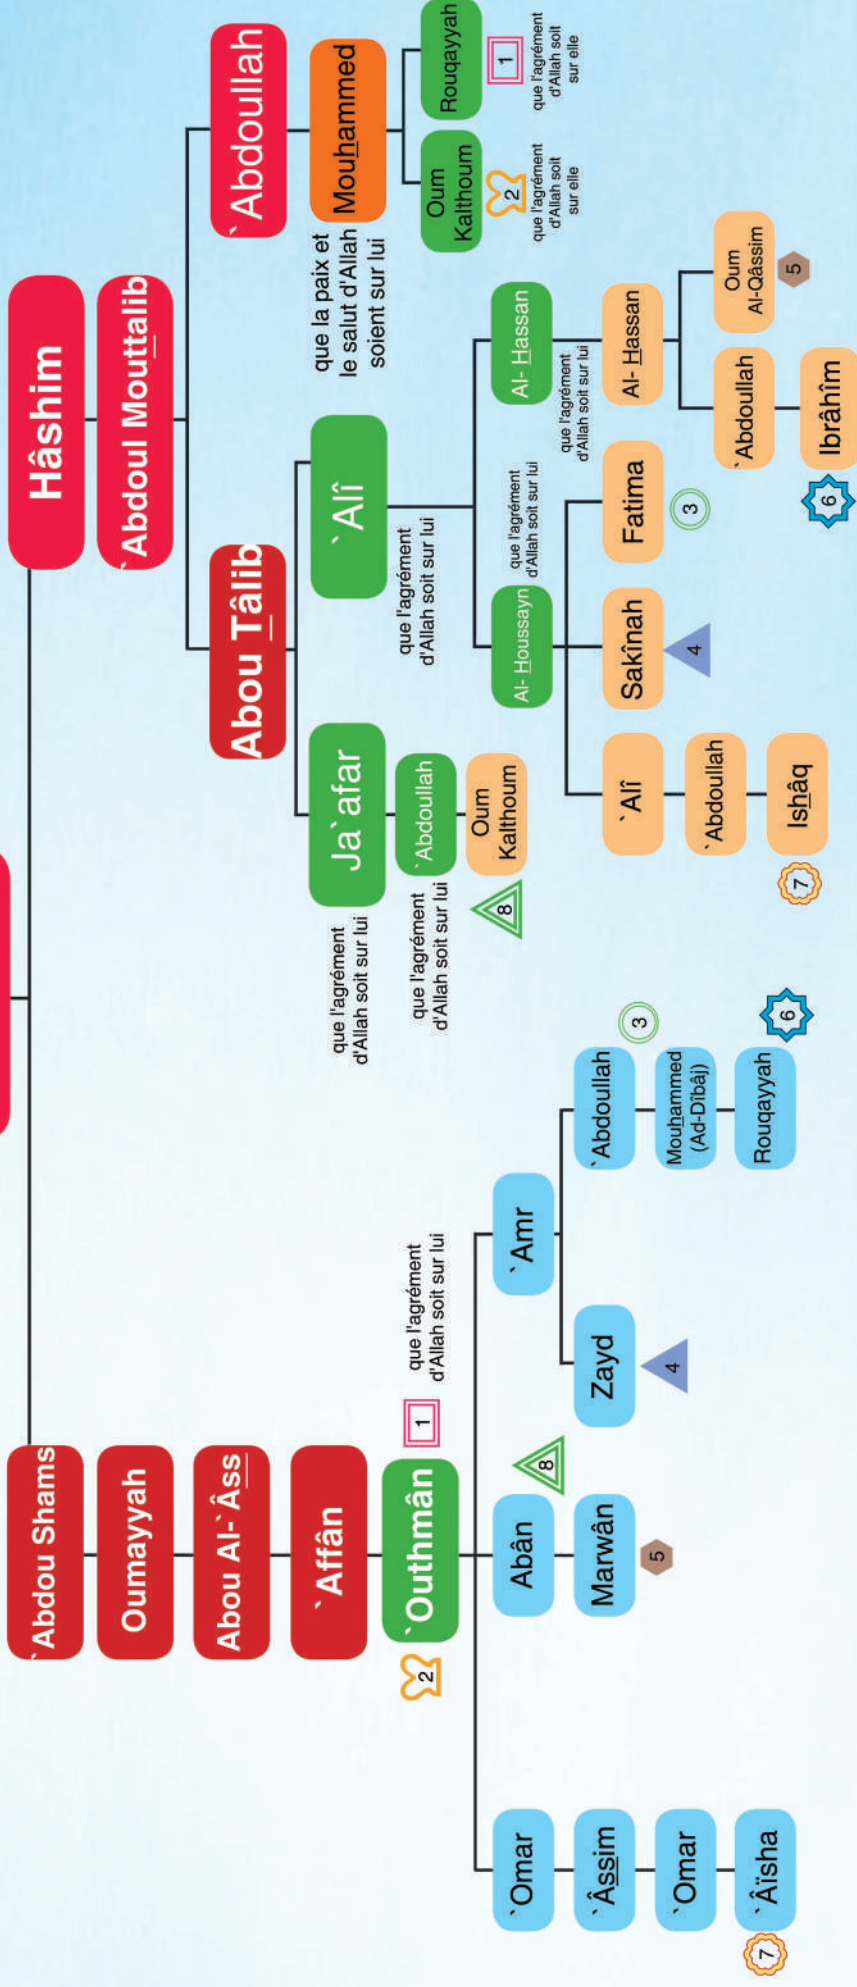 Hâshim
`Abdoul Mouttalib
`Abdou Shams
Oumayyah
Abou Al-`Âss
`Affân
`Outhmân
1
2
que l'agrément
d'Allah soit sur lui
`Omar
`Âssim
`Omar
`Âïsha
7
Abân
8
Marwân
5
`Amr
Zayd
4
`Abdoullah
3
Mouhammed
(Ad-Dîbâj)
Rouqayyah
6
Abou Tâlib
Ja`afar
que l'agrément
d'Allah soit sur lui
`Abdoullah
que l'agrément
d'Allah soit sur lui
Oum
Kalthoum
8
`Alî
que l'agrément
d'Allah soit sur lui
Al- Houssayn
que l'agrément
d'Allah soit sur lui
`Alî
`Abdoullah
Ishâq
7
Sakînah
4
Fatima
3
Al- Hassan
que l'agrément
d'Allah soit sur lui
Al- Hassan
`Abdoullah
Ibrâhîm
6
Oum
Al-Qâssim
5
`Abdoullah
Mouhammed
que la paix et
le salut d'Allah
soient sur lui
Oum
Kalthoum
2
que l'agrément
d'Allah soit
sur elle
Rouqayyah
1
que l'agrément
d'Allah soit
sur elle